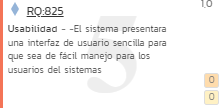 1.0
RQ:825
Usabilidad - -El sistema presentara
una interfaz de usuario sencilla para
que sea de fácil manejo para los
usuarios del sistemas
0
0